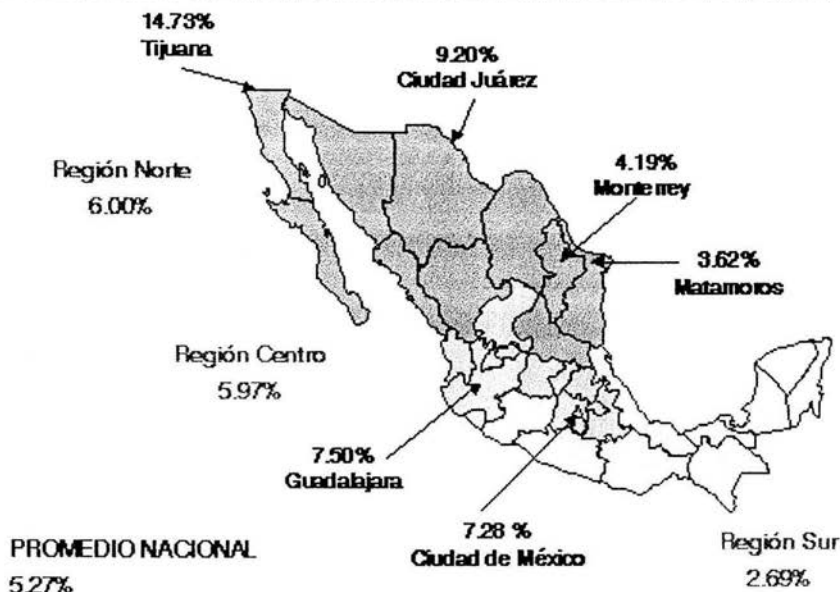 14.73%
Tijuana
9.20%
Ciudad Juárez
Región Norte
6.00%
4.19%
Monterrey
3.62%
Matamoros
Región Centro
5.97%
7.50%
Guadalajara
7.28 %
Ciudad de México
PROMEDIO NACIONAL
5.27%
Región Sur
2.69%